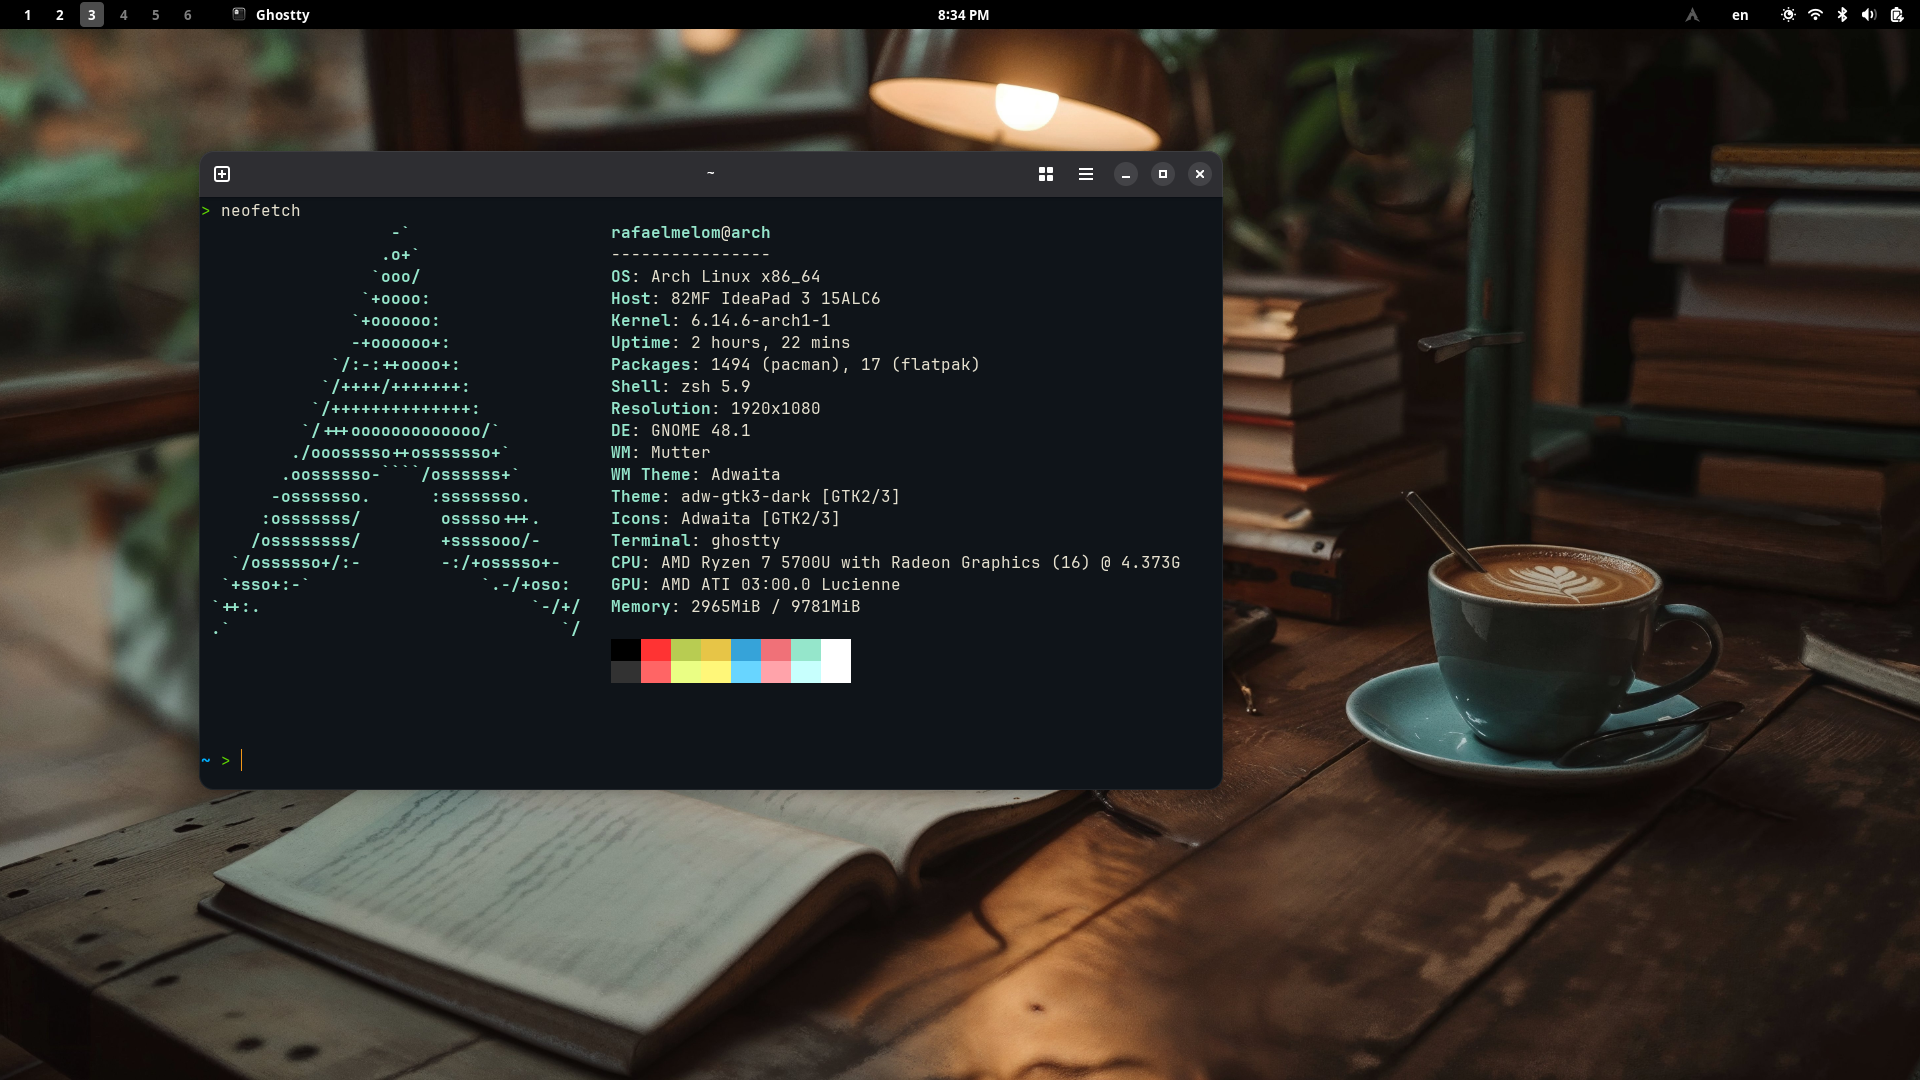 1 2 3 4 5 6 Ghostty 8:34 PM en
~
> neofetch
-`
.o+`
`ooo/
`+oooo:
`+oooooo:
-+oooooo+:
`/:-:++oooo+:
`/++++/+++++++:
`/++++++++++++++:
`/+++ooooooooooooo/`
./ooosssso++osssssso+`
.oossssso-````/ossssss+`
-osssssso.      :ssssssso.
:osssssss/        osssso+++.
/ossssssss/        +ssssooo/-
`/ossssso+/:-        -:/+osssso+-
`+sso+:-`                 `.-/+oso:
`++:.                           `-/+/
.`                                 `/
rafaelmelom@arch
----------------
OS: Arch Linux x86_64
Host: 82MF IdeaPad 3 15ALC6
Kernel: 6.14.6-arch1-1
Uptime: 2 hours, 22 mins
Packages: 1494 (pacman), 17 (flatpak)
Shell: zsh 5.9
Resolution: 1920x1080
DE: GNOME 48.1
WM: Mutter
WM Theme: Adwaita
Theme: adw-gtk3-dark [GTK2/3]
Icons: Adwaita [GTK2/3]
Terminal: ghostty
CPU: AMD Ryzen 7 5700U with Radeon Graphics (16) @ 4.373G
GPU: AMD ATI 03:00.0 Lucienne
Memory: 2965MiB / 9781MiB
~ >